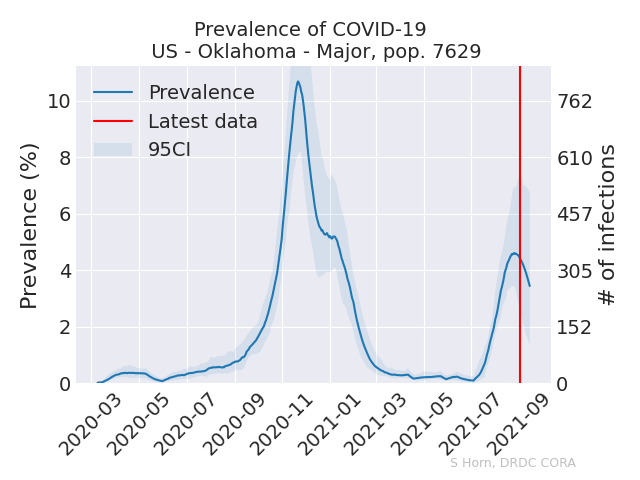 Prevalence of COVID-19
US - Oklahoma - Major, pop. 7629
Prevalence
Latest data
95CI
Prevalence (%)
10
8
6
4
2
0
762
610
457
305
152
0
# of infections
2020-03
2020-05
2020-07
2020-09
2020-11
2021-01
2021-03
2021-05
2021-07
2021-09
S Horn, DRDC CORA